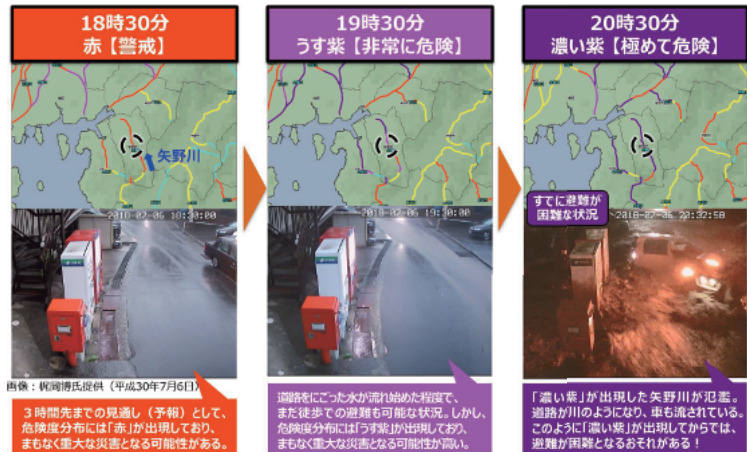 18時30分
赤【警戒】
19時30分
うす紫【非常に危険】
20時30分
濃い紫【極めて危険】
矢野川
すでに避難が
困難な状況
2018-07-06 18:30:00
2018-07-06 19:30:00
2018-07-06 20:32:58
画像：梶岡博氏提供（平成30年7月6日）
３時間先までの見通し（予報）として、
危険度分布には「赤」が出現しており、
まもなく重大な災害となる可能性がある。
道路をにごった水が流れ始めた程度で、
まだ徒歩での避難も可能な状況。しかし、
危険度分布には「うす紫」が出現しており、
まもなく重大な災害となる可能性が高い。
「濃い紫」が出現した矢野川が氾濫。
道路が川のようになり、車も流されている。
このように「濃い紫」が出現してからでは、
避難が困難となるおそれがある！